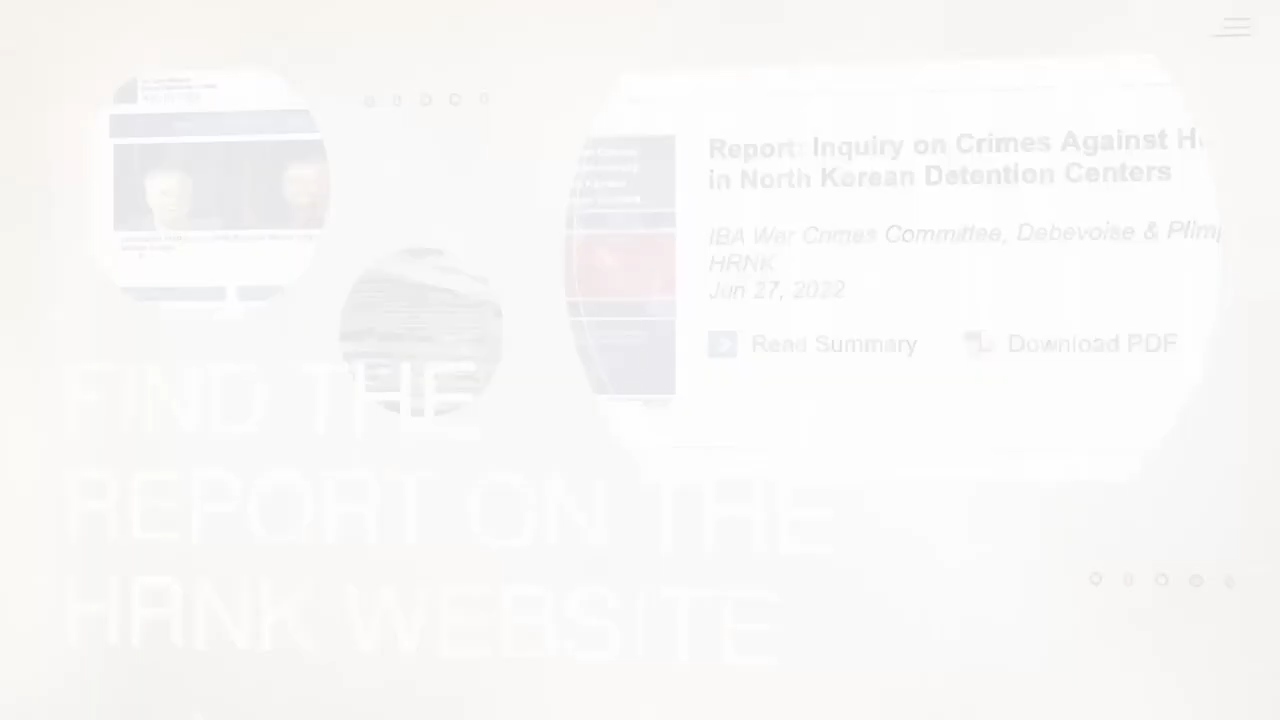 Report: Inquiry on Crimes Against
in North Korean Detention Centers
IBA War Crimes Committee, Debevoise &
HRNK
Jun 27, 2022
Read Summary
Download PDF
FIND THE
REPORT ON THE
HRNK WEBSITE